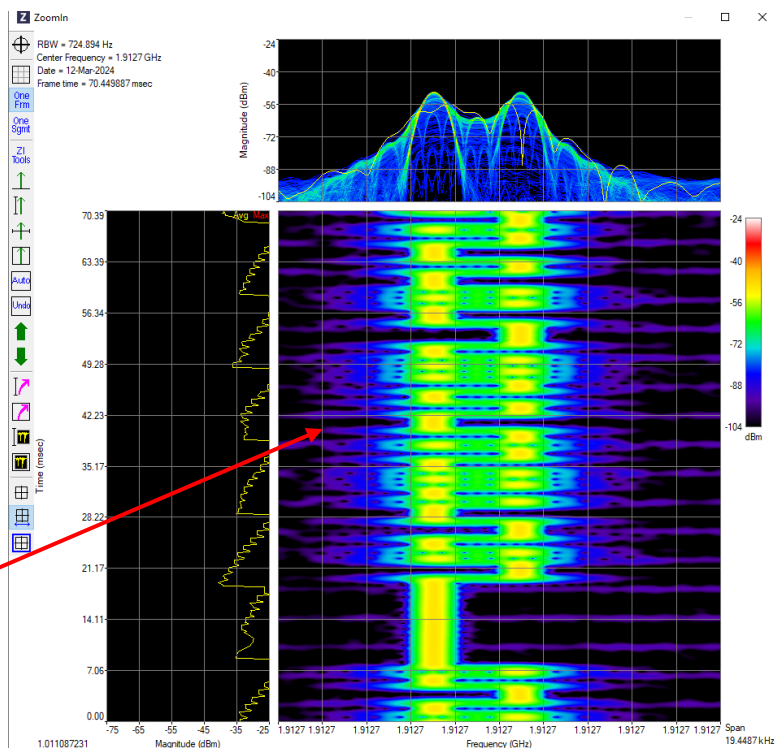 ZoomIn
RBW = 724.894 Hz
Center Frequency = 1.9127 GHz
Date = 12-Mar-2024
Frame time = 70.449887 msec
One
Frm
One
Sgmt
ZI
Tools
Auto
Undo
Magnitude (dBm)
-24
-40
-56
-72
-88
-104
Avg Max
Time (msec)
70.39
63.39
56.34
49.28
42.23
35.17
28.22
21.17
14.11
7.06
0.00
-24
-40
-56
-72
-88
-104
dBm
-75 -65 -55 -45 -35 -25
1.9127 1.9127 1.9127 1.9127 1.9127 1.9127 1.9127 1.9127 1.9127 1.9127 1.9127
Span
19.4487 kHz
1.011087231
Magnitude (dBm)
Frequency (GHz)